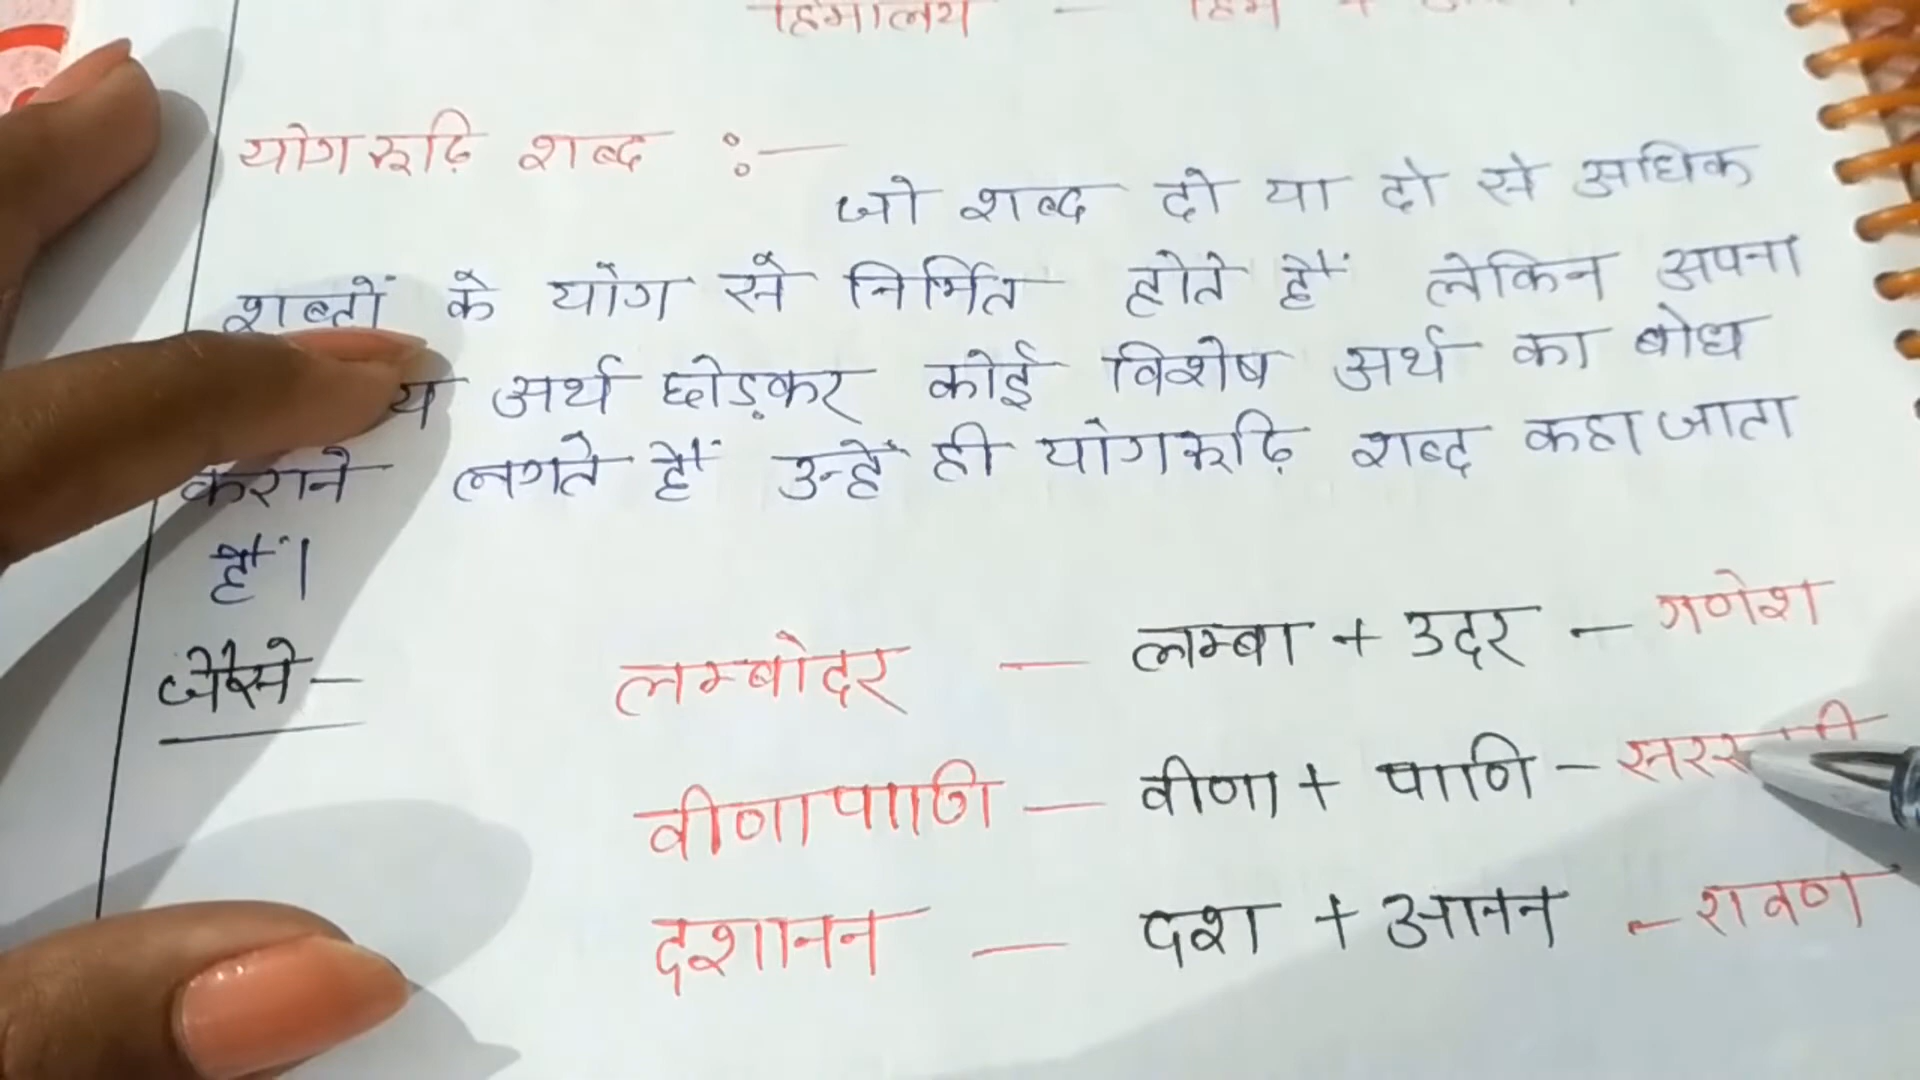 हिमालय — हिम +
योगरूढ़ि शब्द :—
जो शब्द दो या दो से अधिक
शब्दों के योग से निर्मित होते हैं लेकिन अपना
अर्थ छोड़कर कोई विशेष अर्थ का बोध
कराने लगते हैं उन्हें ही योगरूढ़ि शब्द कहा जाता
हैं।
जैसे — लम्बोदर — लम्बा + उदर — गणेश
वीणापाणि — वीणा + पाणि —
दशानन — दश + आनन — रावण